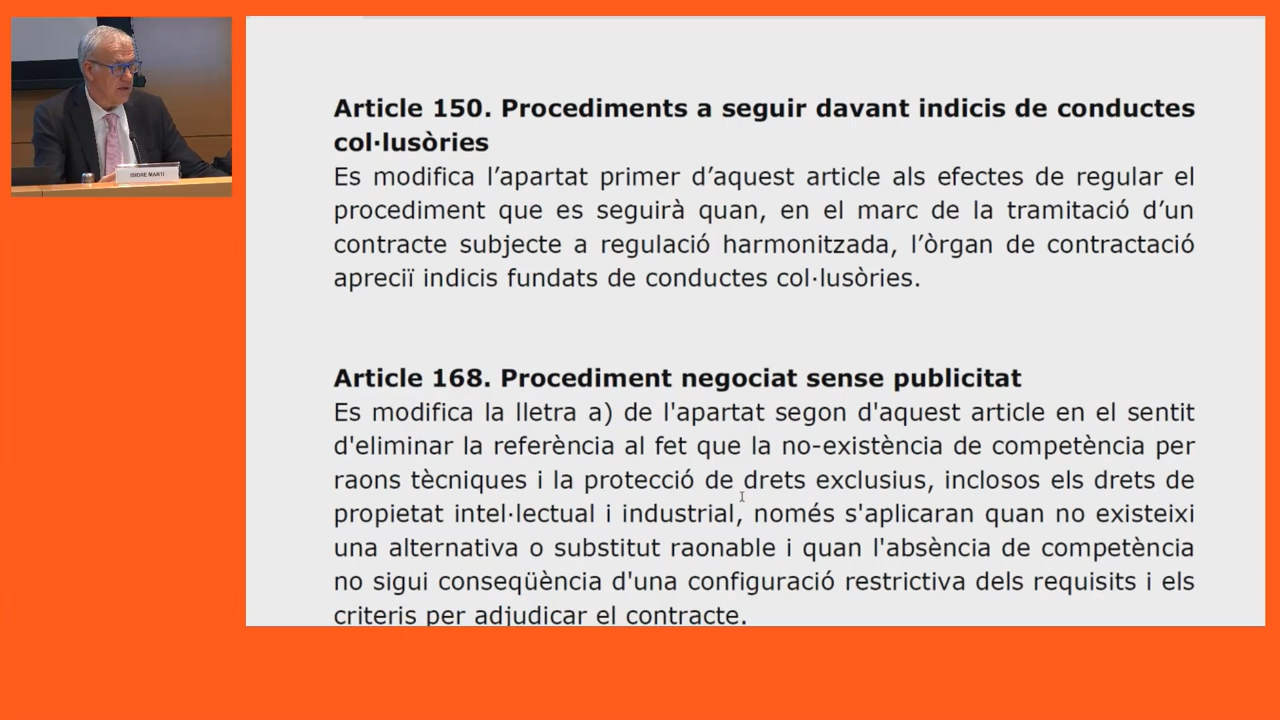 ISIDRE MARTÍ
Article 150. Procediments a seguir davant indicis de conductes
col·lusòries
Es modifica l’apartat primer d’aquest article als efectes de regular el
procediment que es seguirà quan, en el marc de la tramitació d’un
contracte subjecte a regulació harmonitzada, l’òrgan de contractació
apreciï indicis fundats de conductes col·lusòries.
Article 168. Procediment negociat sense publicitat
Es modifica la lletra a) de l'apartat segon d'aquest article en el sentit
d'eliminar la referència al fet que la no-existència de competència per
raons tècniques i la protecció de drets exclusius, inclosos els drets de
propietat intel·lectual i industrial, només s'aplicaran quan no existeixi
una alternativa o substitut raonable i quan l'absència de competència
no sigui conseqüència d'una configuració restrictiva dels requisits i els
criteris per adjudicar el contracte.